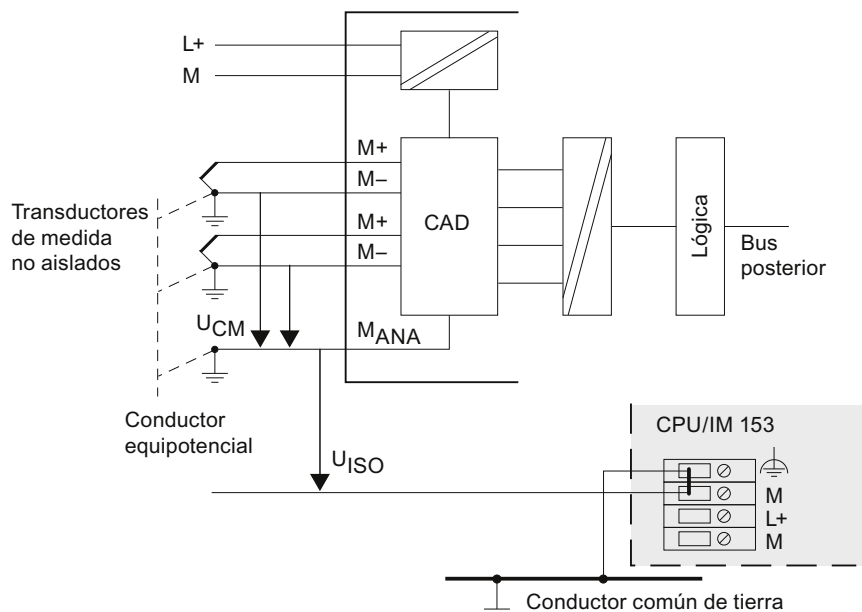 L+
M
M+
M–
M+
M–
CAD
Lógica
Bus
posterior
Transductores
de medida
no aislados
UCM
MANA
Conductor
equipotencial
UISO
CPU/IM 153
M
L+
M
Conductor común de tierra